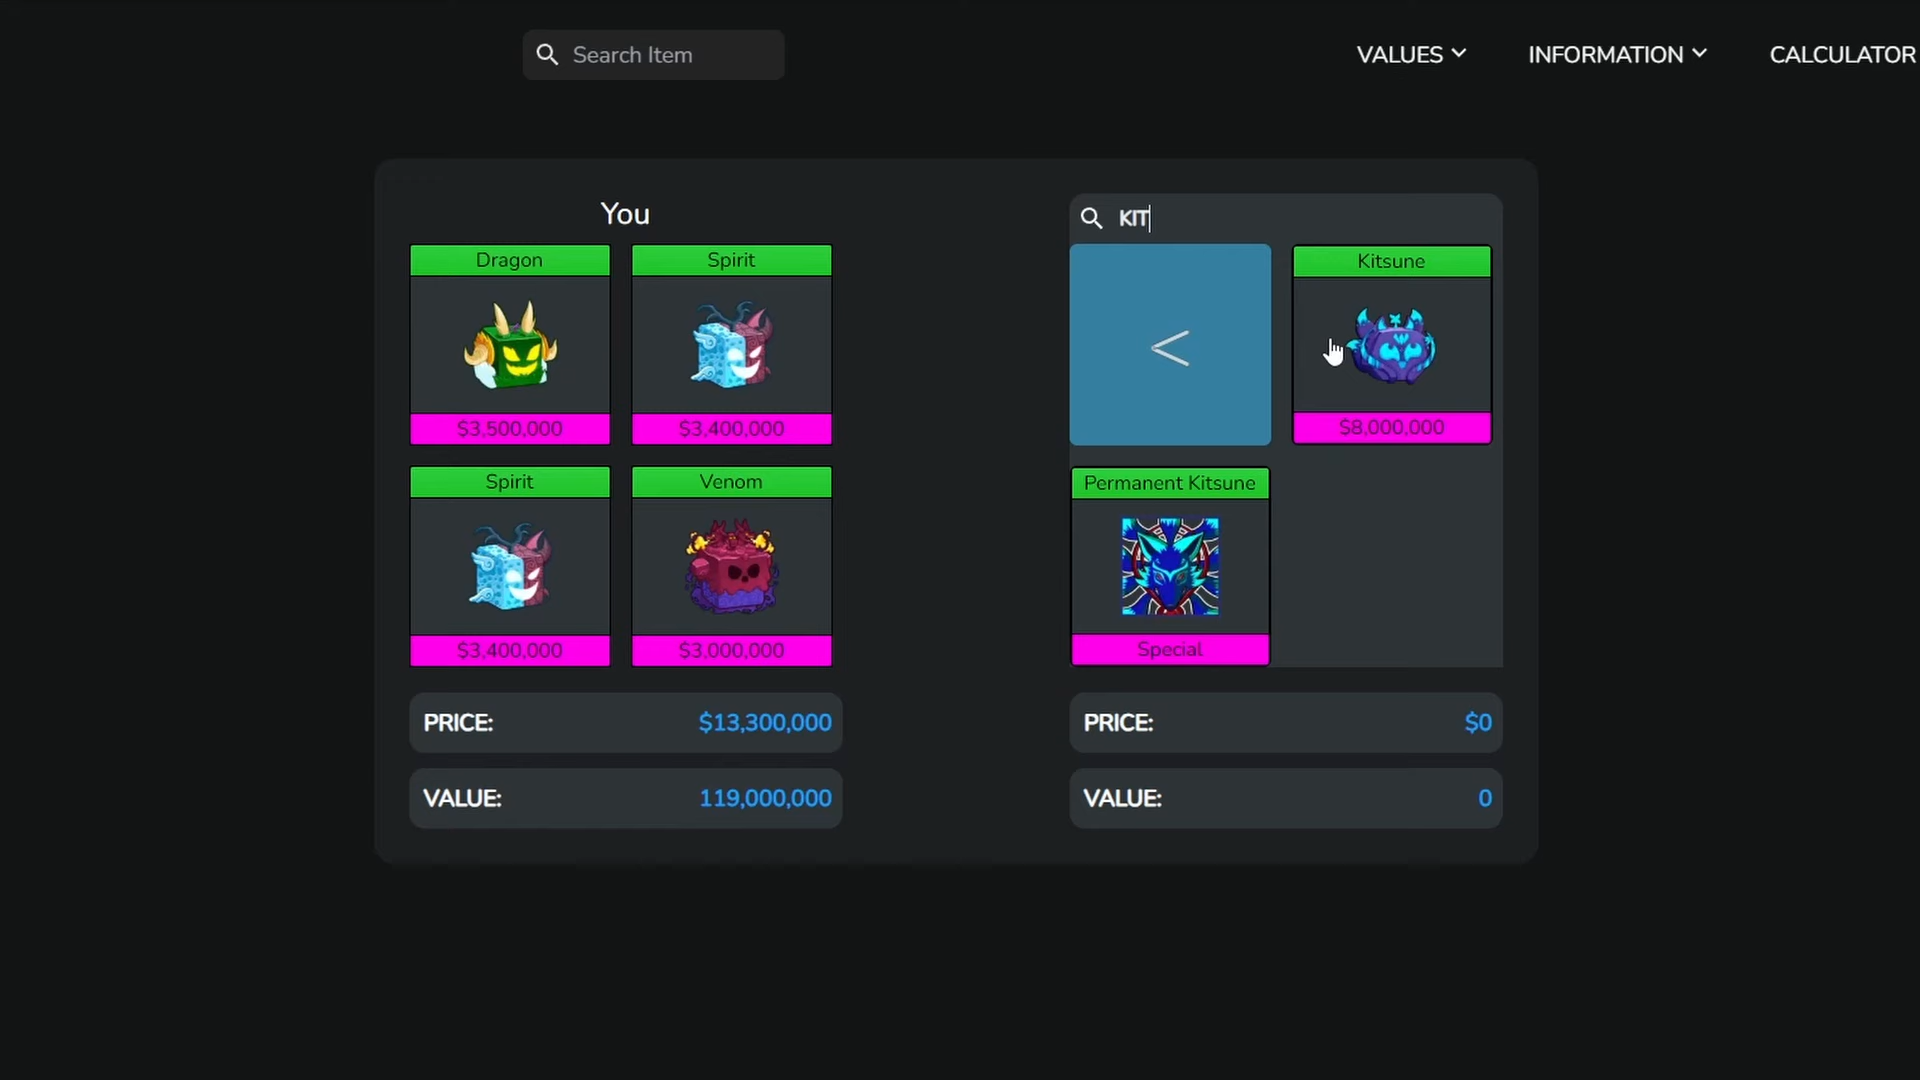 Search Item
VALUES
INFORMATION
CALCULATOR
You
KIT
Dragon
Spirit
Kitsune
$3,500,000
$3,400,000
$8,000,000
Spirit
Venom
Permanent Kitsune
$3,400,000
$3,000,000
Special
PRICE:
$13,300,000
PRICE:
$0
VALUE:
119,000,000
VALUE:
0